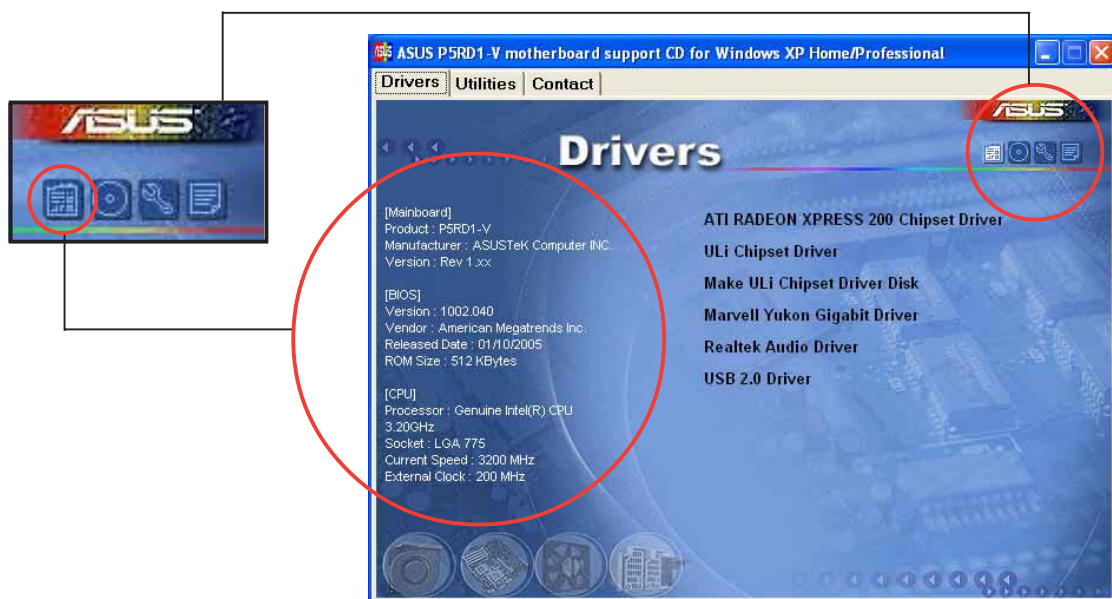 ASUS
ASUS P5RD1-V motherboard support CD for Windows XP Home/Professional
Drivers Utilities Contact
ASUS
Drivers
[Mainboard]
Product : P5RD1-V
Manufacturer : ASUSTeK Computer INC.
Version : Rev 1.xx
[BIOS]
Version : 1002.040
Vendor : American Megatrends Inc.
Released Date : 01/10/2005
ROM Size : 512 KBytes
[CPU]
Processor : Genuine Intel(R) CPU
3.20GHz
Socket : LGA 775
Current Speed : 3200 MHz
External Clock : 200 MHz
ATI RADEON XPRESS 200 Chipset Driver
ULi Chipset Driver
Make ULi Chipset Driver Disk
Marvell Yukon Gigabit Driver
Realtek Audio Driver
USB 2.0 Driver